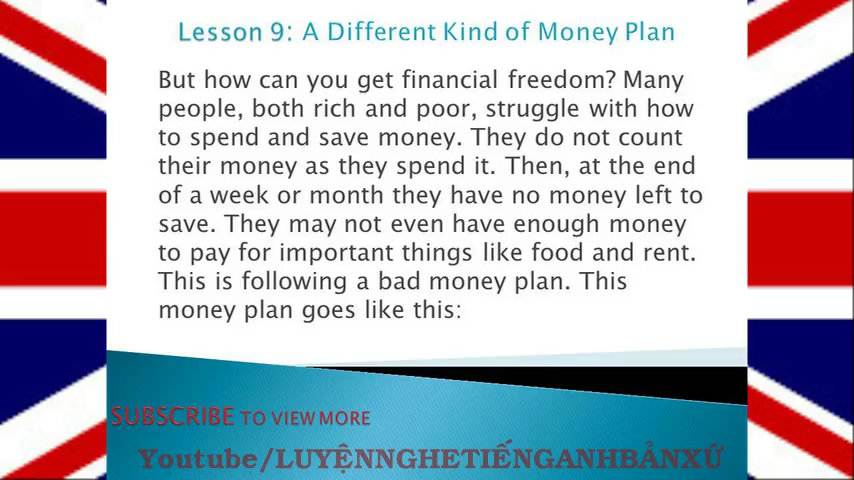 Lesson 9: A Different Kind of Money Plan
But how can you get financial freedom? Many
people, both rich and poor, struggle with how
to spend and save money. They do not count
their money as they spend it. Then, at the end
of a week or month they have no money left to
save. They may not even have enough money
to pay for important things like food and rent.
This is following a bad money plan. This
money plan goes like this:
SUBSCRIBE TO VIEW MORE
Youtube/LUYỆNNGHETIẾNGANHBẢNXỨ